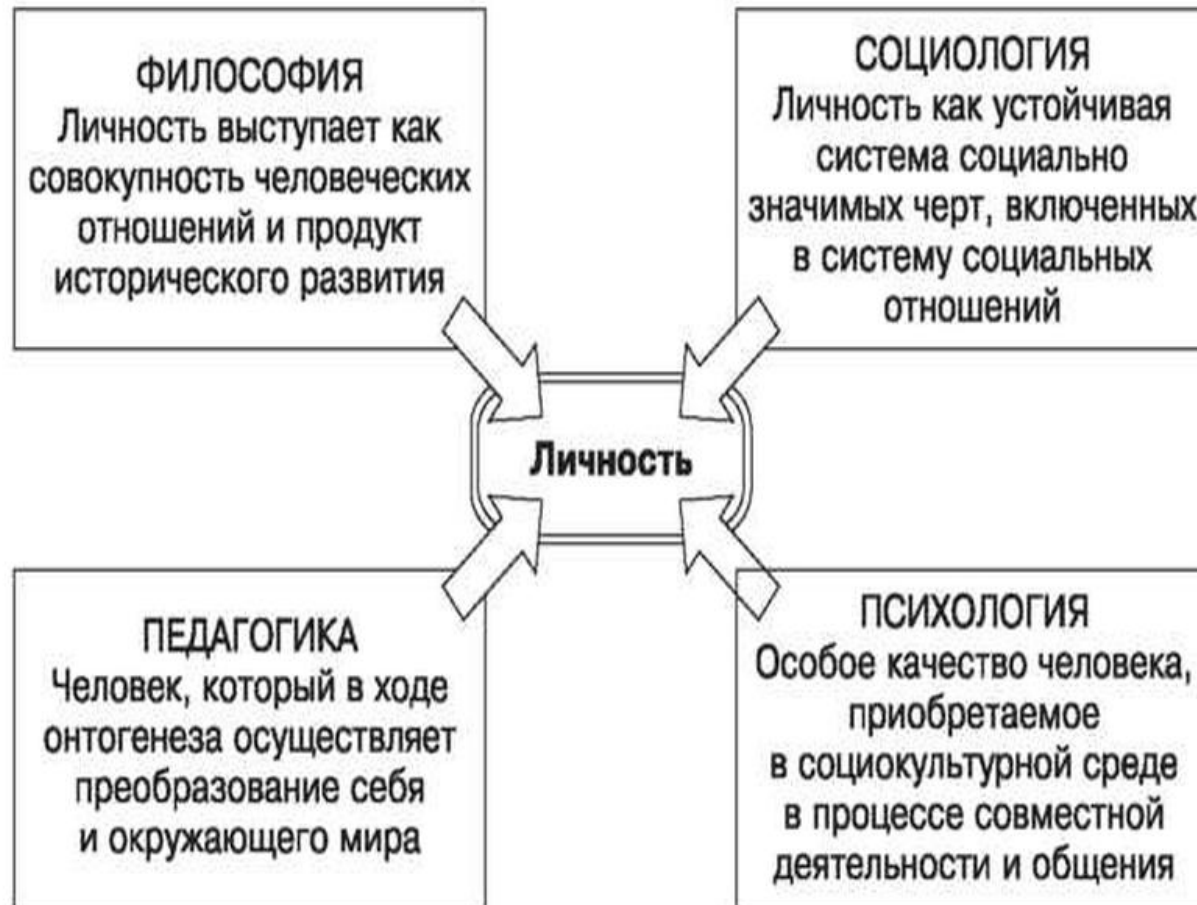 ФИЛОСОФИЯ
Личность выступает как
совокупность человеческих
отношений и продукт
исторического развития
СОЦИОЛОГИЯ
Личность как устойчивая
система социально
значимых черт, включенных
в систему социальных
отношений
Личность
ПЕДАГОГИКА
Человек, который в ходе
онтогенеза осуществляет
преобразование себя
и окружающего мира
ПСИХОЛОГИЯ
Особое качество человека,
приобретаемое
в социокультурной среде
в процессе совместной
деятельности и общения